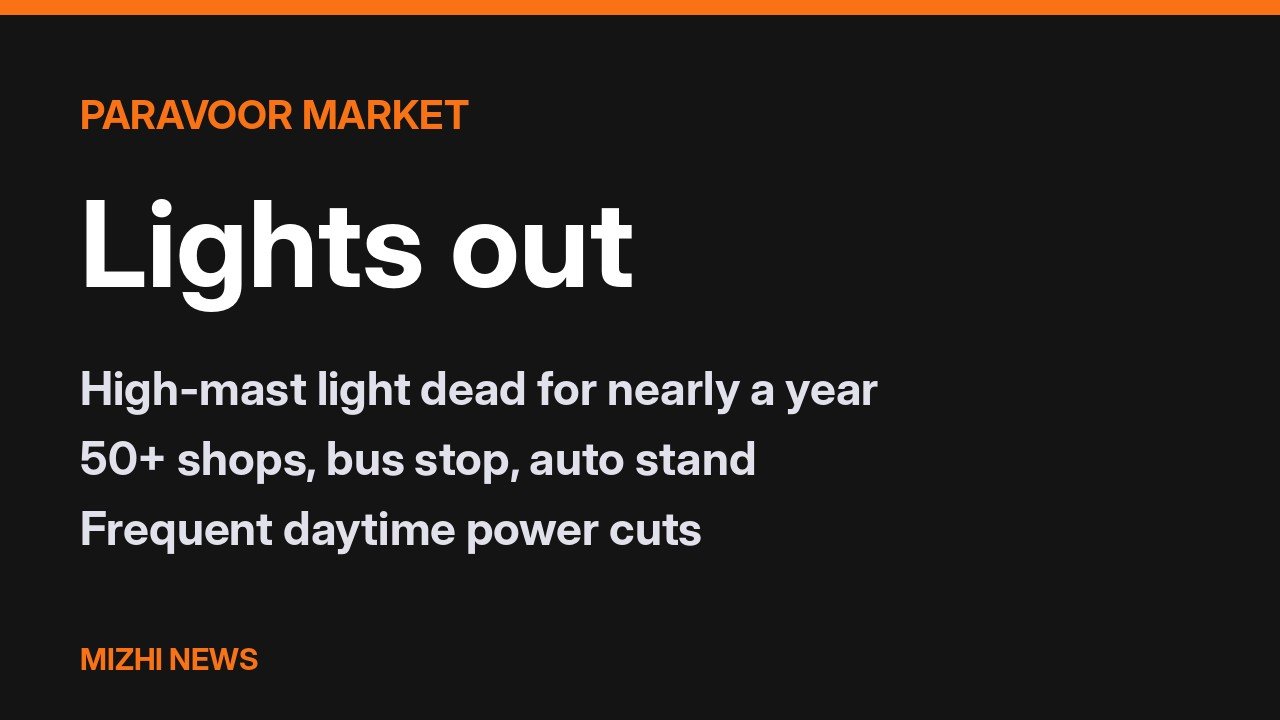 PARAVOOR MARKET
Lights out
High-mast light dead for nearly a year
50+ shops, bus stop, auto stand
Frequent daytime power cuts
MIZHI NEWS